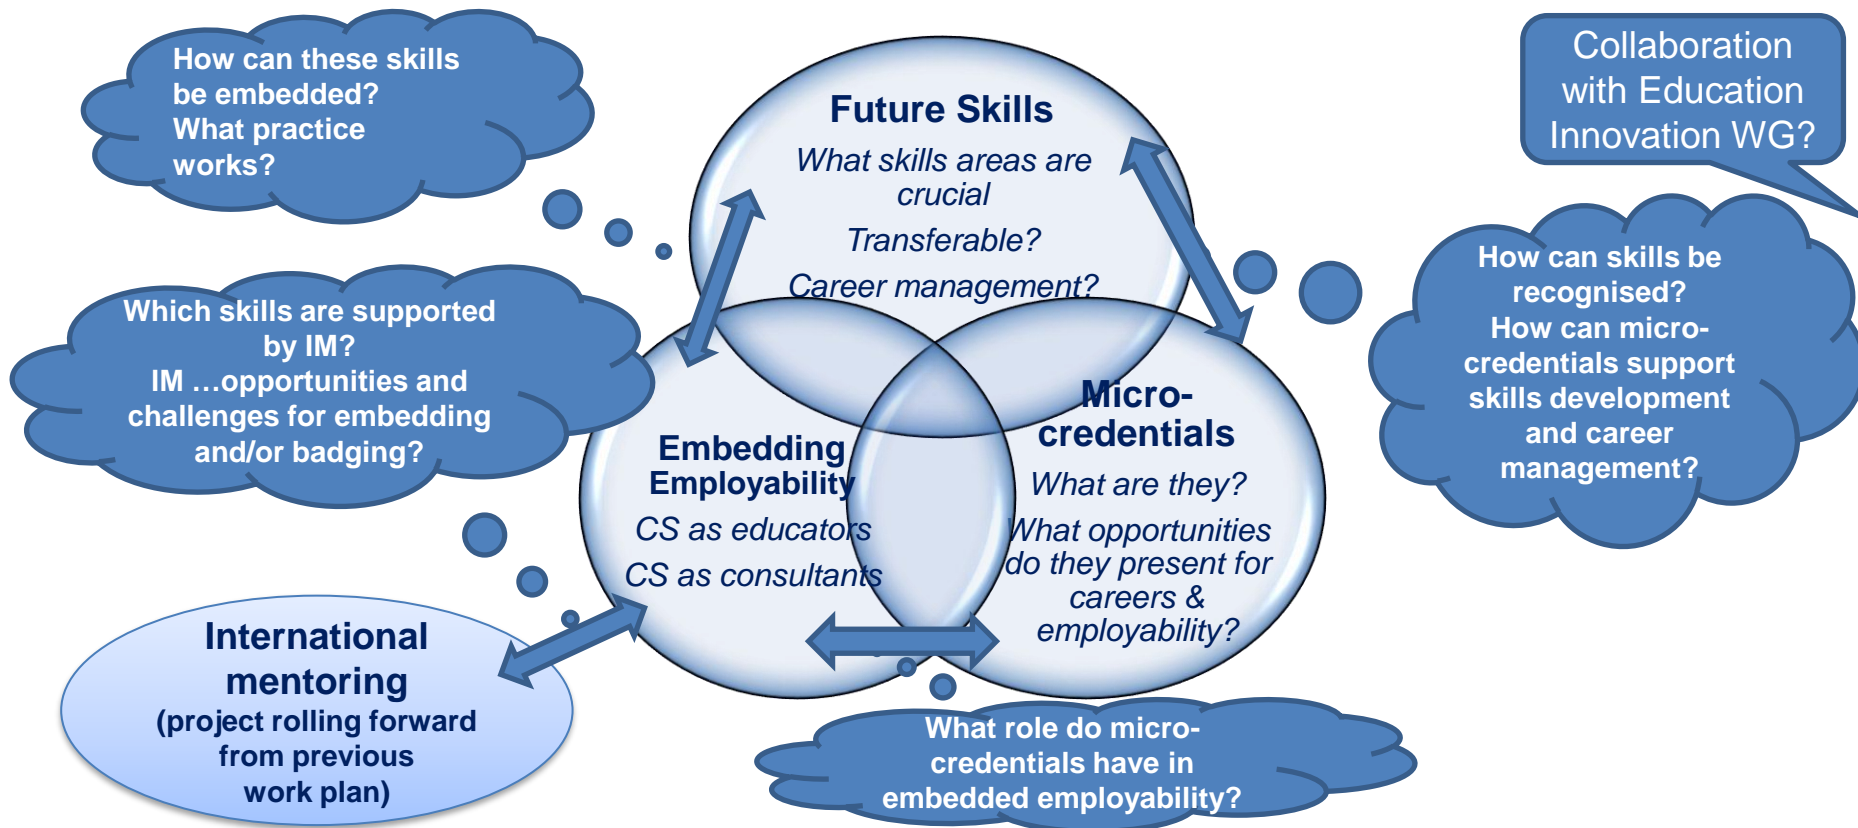 How can these skills
be embedded?
What practice
works?
Future Skills
What skills areas are
crucial
Transferable?
Career management?
Collaboration
with Education
Innovation WG?
Which skills are supported
by IM?
IM …opportunities and
challenges for embedding
and/or badging?
How can skills be
recognised?
How can micro-
credentials support
skills development
and career
management?
Embedding
Employability
CS as educators
CS as consultants
Micro-
credentials
What are they?
What opportunities
do they present for
careers &
employability?
International
mentoring
(project rolling forward
from previous
work plan)
What role do micro-
credentials have in
embedded employability?